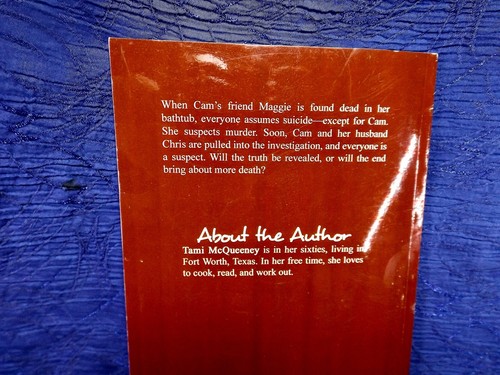 When Cam's friend Maggie is found dead in her
bathtub, everyone assumes suicide—except for Cam.
She suspects murder. Soon, Cam and her husband
Chris are pulled into the investigation, and everyone is
a suspect. Will the truth be revealed, or will the end
bring about more death?
About the Author
Tami McQueeney is in her sixties, living in
Fort Worth, Texas. In her free time, she loves
to cook, read, and work out.